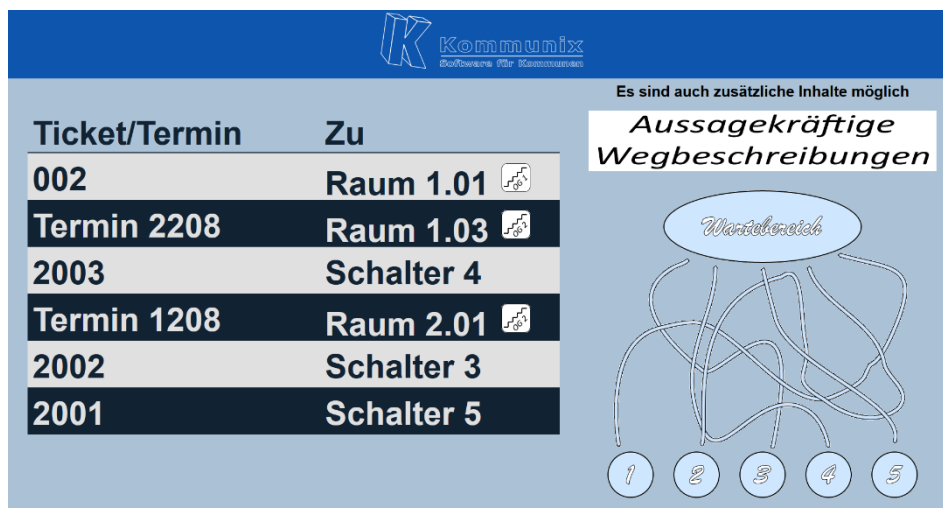 Kommunix
Software für Kommunen
Es sind auch zusätzliche Inhalte möglich
Aussagekräftige
Wegbeschreibungen
Ticket/Termin Zu
002 Raum 1.01 OG 1
Termin 2208 Raum 1.03 OG 1
2003 Schalter 4
Termin 1208 Raum 2.01 OG 2
2002 Schalter 3
2001 Schalter 5
Wartebereich
1 2 3 4 5